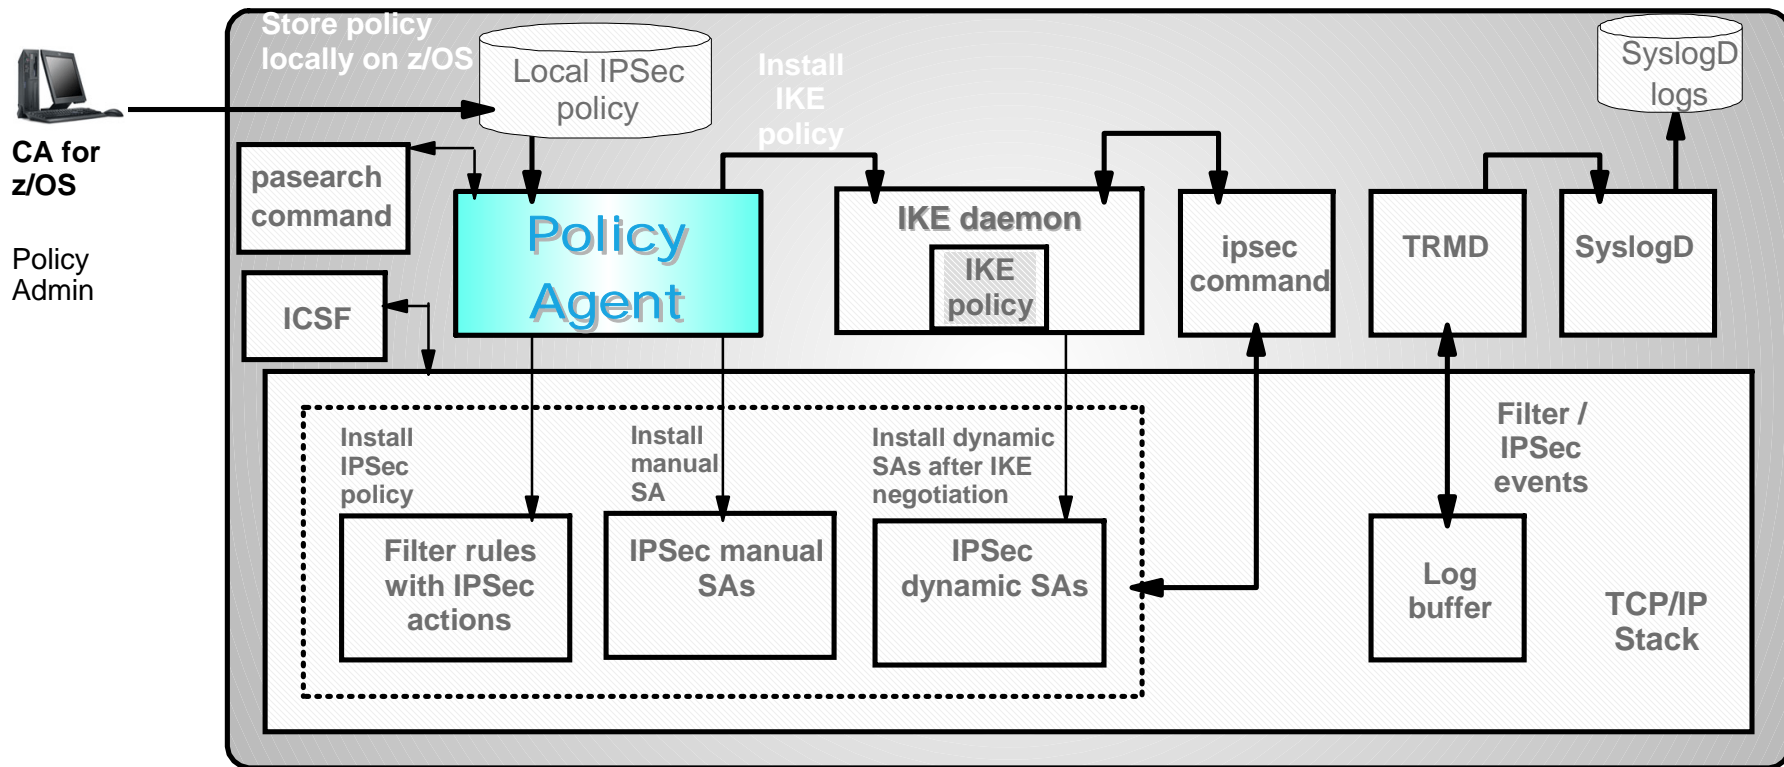 Store policy
locally on z/OS
Local IPSec
policy
Install
IKE
policy
SyslogD
logs
CA for
z/OS
Policy
Admin
pasearch
command
ICSF
Policy
Agent
IKE daemon
IKE
policy
ipsec
command
TRMD
SyslogD
Install
IPSec
policy
Install
manual
SA
Install dynamic
SAs after IKE
negotiation
Filter /
IPSec
events
Filter rules
with IPSec
actions
IPSec manual
SAs
IPSec
dynamic SAs
Log
buffer
TCP/IP
Stack